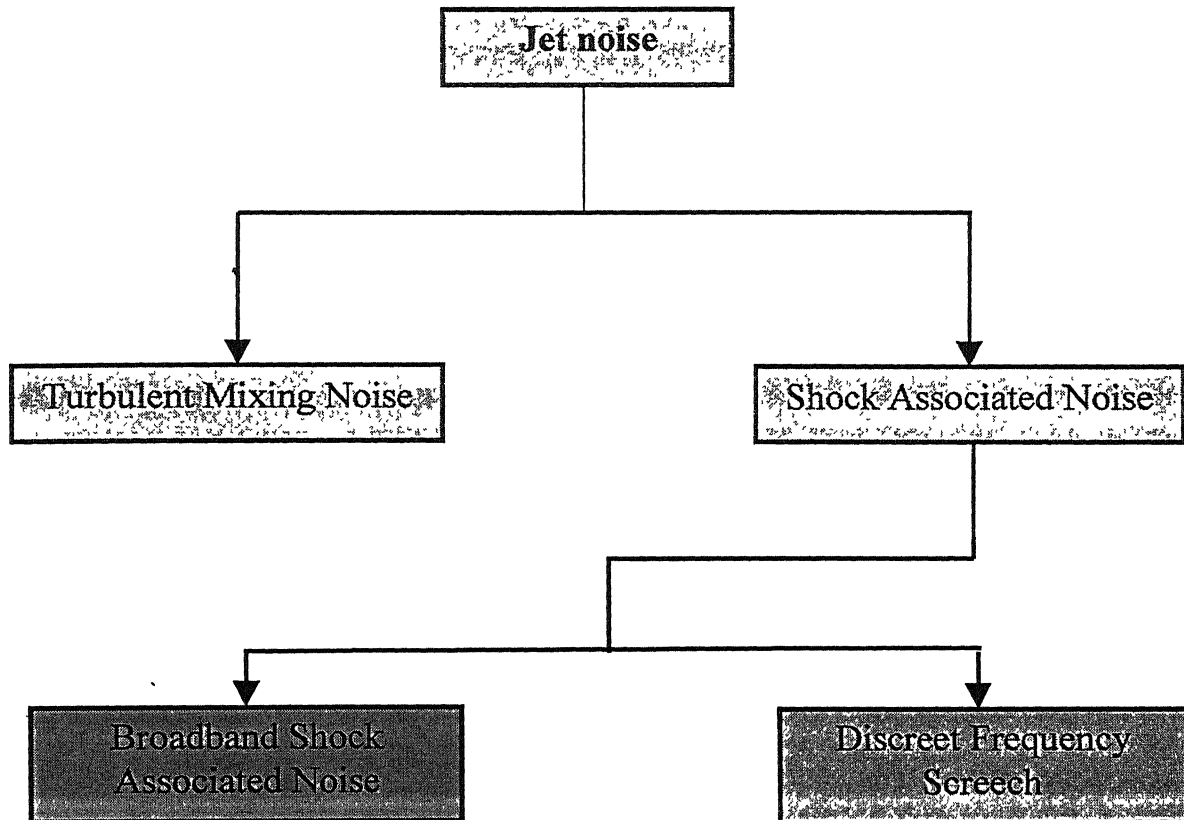 Jet noise
Turbulent Mixing Noise
Shock Associated Noise
Broadband Shock
Associated Noise
Discreet Frequency
Screech